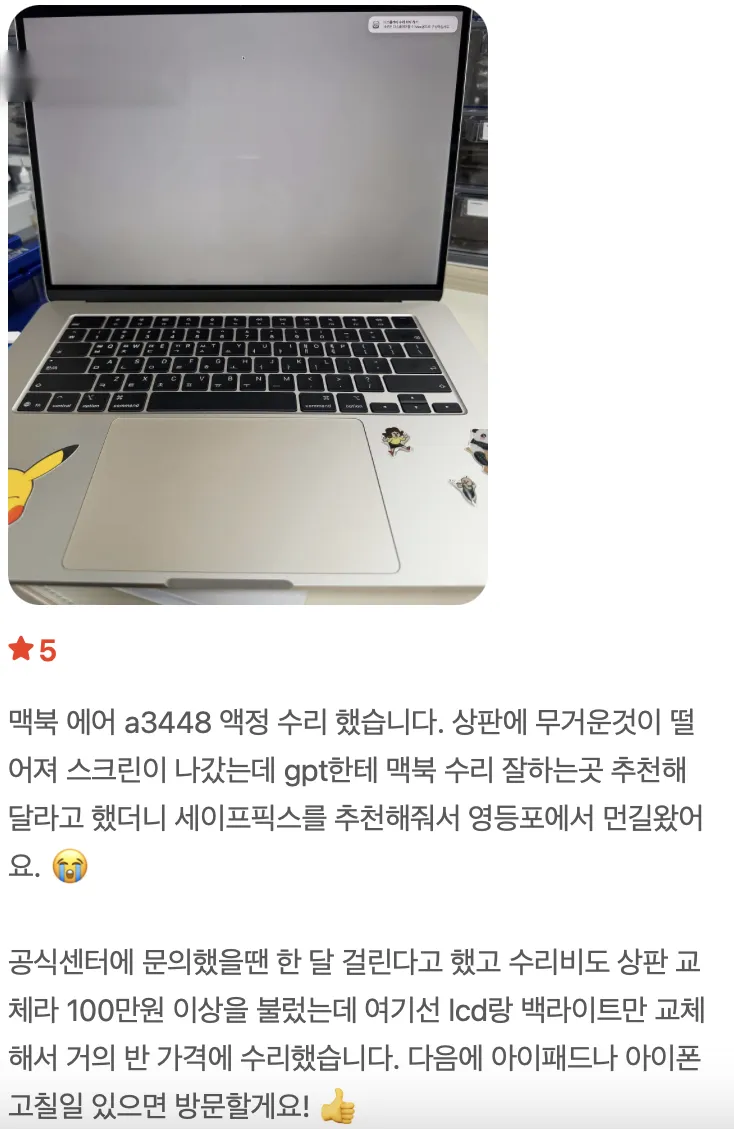 ★5
맥북 에어 a3448 액정 수리 했습니다. 상판에 무거운것이 떨
어져 스크린이 나갔는데 gpt한테 맥북 수리 잘하는곳 추천해
달라고 했더니 세이프픽스를 추천해줘서 영등포에서 먼길왔어
요. 😭
공식센터에 문의했을땐 한 달 걸린다고 했고 수리비도 상판 교
체라 100만원 이상을 불렀는데 여기선 lcd랑 백라이트만 교체
해서 거의 반 가격에 수리했습니다. 다음에 아이패드나 아이폰
고칠일 있으면 방문할게요! 👍